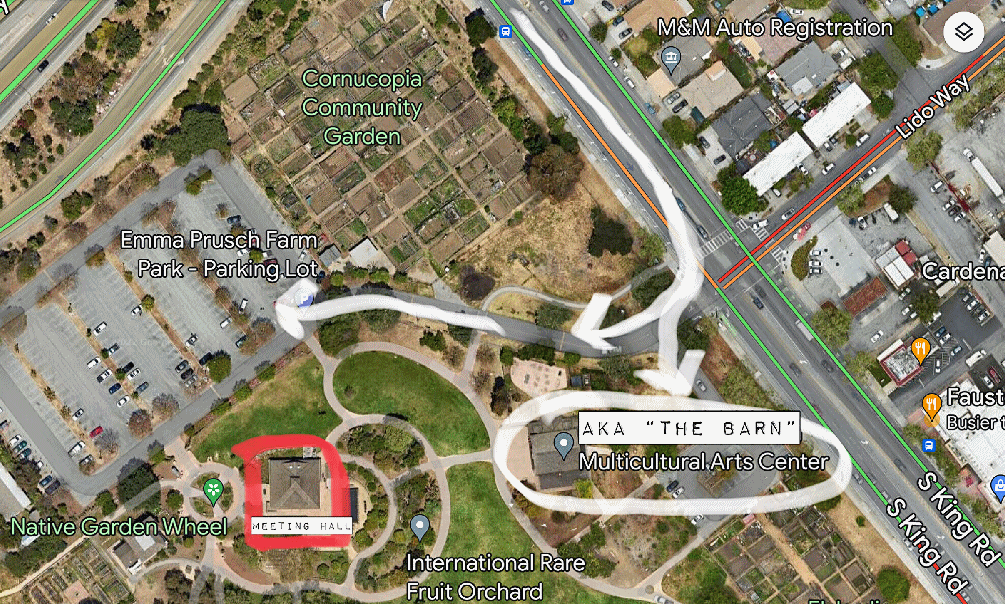 M&M Auto Registration
Cornucopia
Community
Garden
Lido Way
Emma Prusch Farm
Park - Parking Lot
P
Cardena
Faust
Busier t
AKA "THE BARN"
Multicultural Arts Center
MEETING HALL
Native Garden Wheel
International Rare
Fruit Orchard
S King Rd
S King Rd